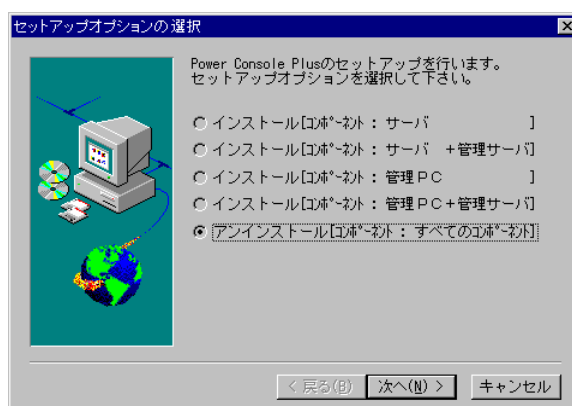 セットアップオプションの選択
Power Console Plusのセットアップを行います。
セットアップオプションを選択して下さい。
インストール[ｺﾝﾎﾟｰﾈﾝﾄ : サーバ ]
インストール[ｺﾝﾎﾟｰﾈﾝﾄ : サーバ +管理サーバ]
インストール[ｺﾝﾎﾟｰﾈﾝﾄ : 管理ＰＣ ]
インストール[ｺﾝﾎﾟｰﾈﾝﾄ : 管理ＰＣ+管理サーバ]
アンインストール[ｺﾝﾎﾟｰﾈﾝﾄ : すべてのｺﾝﾎﾟｰﾈﾝﾄ]
< 戻る(B)
次へ(N) >
キャンセル